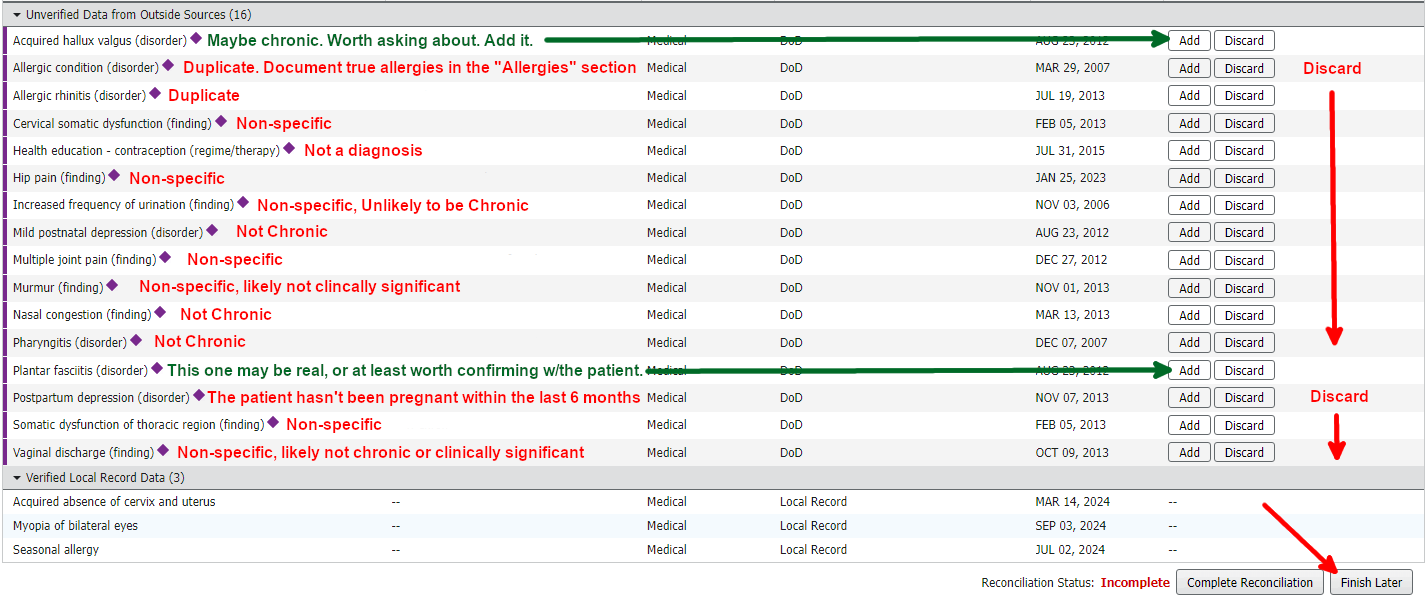 Unverified Data from Outside Sources (16)
Acquired hallux valgus (disorder) Maybe chronic. Worth asking about. Add it. Medical DoD AUG 23, 2012 Add Discard
Allergic condition (disorder) Duplicate. Document true allergies in the "Allergies" section Medical DoD MAR 29, 2007 Add Discard Discard
Allergic rhinitis (disorder) Duplicate Medical DoD JUL 19, 2013 Add Discard
Cervical somatic dysfunction (finding) Non-specific Medical DoD FEB 05, 2013 Add Discard
Health education - contraception (regime/therapy) Not a diagnosis Medical DoD JUL 31, 2015 Add Discard
Hip pain (finding) Non-specific Medical DoD JAN 25, 2023 Add Discard
Increased frequency of urination (finding) Non-specific, Unlikely to be Chronic Medical DoD NOV 03, 2006 Add Discard
Mild postnatal depression (disorder) Not Chronic Medical DoD AUG 23, 2012 Add Discard
Multiple joint pain (finding) Non-specific Medical DoD DEC 27, 2012 Add Discard
Murmur (finding) Non-specific, likely not clincally significant Medical DoD NOV 01, 2013 Add Discard
Nasal congestion (finding) Not Chronic Medical DoD MAR 13, 2013 Add Discard
Pharyngitis (disorder) Not Chronic Medical DoD DEC 07, 2007 Add Discard
Plantar fasciitis (disorder) This one may be real, or at least worth confirming w/the patient. Medical DoD AUG 23, 2012 Add Discard
Postpartum depression (disorder) The patient hasn't been pregnant within the last 6 months Medical DoD NOV 07, 2013 Add Discard Discard
Somatic dysfunction of thoracic region (finding) Non-specific Medical DoD FEB 05, 2013 Add Discard
Vaginal discharge (finding) Non-specific, likely not chronic or clinically significant Medical DoD OCT 09, 2013 Add Discard
Verified Local Record Data (3)
Acquired absence of cervix and uterus -- Medical Local Record MAR 14, 2024 --
Myopia of bilateral eyes -- Medical Local Record SEP 03, 2024 --
Seasonal allergy -- Medical Local Record JUL 02, 2024 --
Reconciliation Status: Incomplete Complete Reconciliation Finish Later